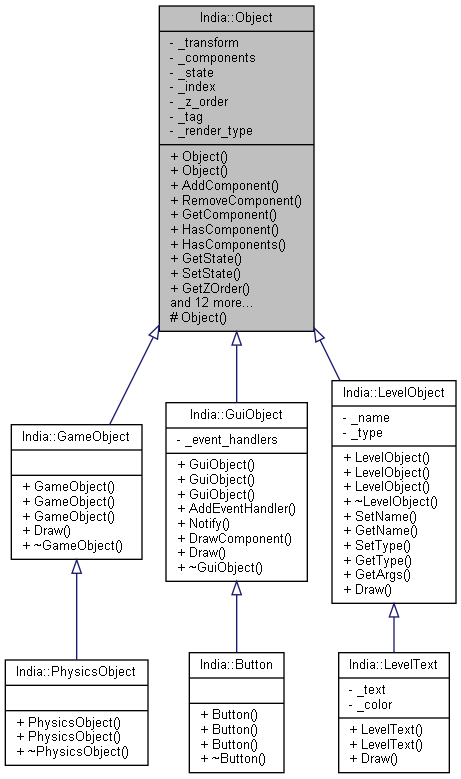 India::Object
- _transform
- _components
- _state
- _index
- _z_order
- _tag
- _render_type
+ Object()
+ Object()
+ AddComponent()
+ RemoveComponent()
+ GetComponent()
+ HasComponent()
+ HasComponents()
+ GetState()
+ SetState()
+ GetZOrder()
and 12 more...
# Object()
India::GameObject
+ GameObject()
+ GameObject()
+ GameObject()
+ Draw()
+ ~GameObject()
India::GuiObject
- _event_handlers
+ GuiObject()
+ GuiObject()
+ GuiObject()
+ AddEventHandler()
+ Notify()
+ DrawComponent()
+ Draw()
+ ~GuiObject()
India::LevelObject
- _name
- _type
+ LevelObject()
+ LevelObject()
+ LevelObject()
+ ~LevelObject()
+ SetName()
+ GetName()
+ SetType()
+ GetType()
+ GetArgs()
+ Draw()
India::PhysicsObject
+ PhysicsObject()
+ PhysicsObject()
+ ~PhysicsObject()
India::Button
+ Button()
+ Button()
+ Button()
+ ~Button()
India::LevelText
- _text
- _color
+ LevelText()
+ LevelText()
+ Draw()